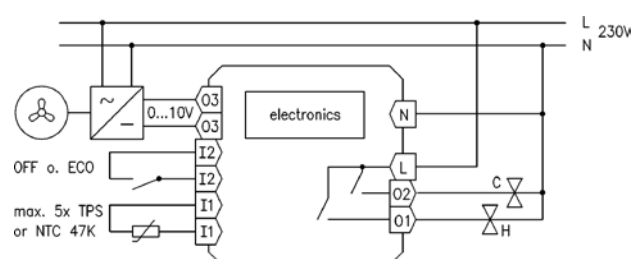 L
230W
N
O3
0...10V
electronics
O3
N
I2
OFF o. ECO
L
I2
O2
C
I1
max. 5x TPS
O1
or NTC 47K
I1
H